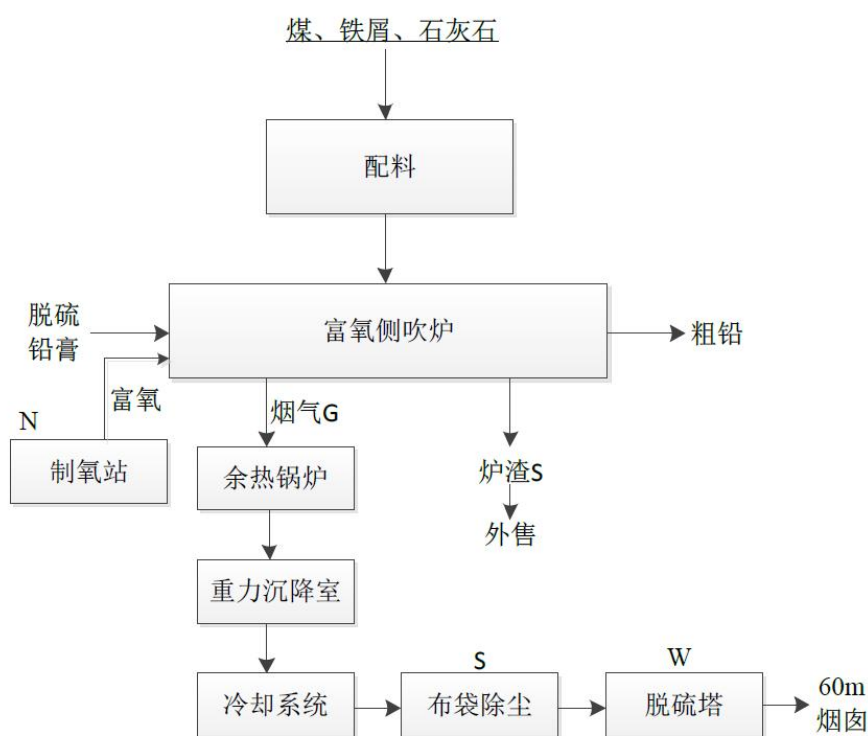 煤、铁屑、石灰石
配料
脱硫
铅膏
富氧侧吹炉
粗铅
富氧
烟气G
N
制氧站
余热锅炉
炉渣S
外售
重力沉降室
S
W
冷却系统
布袋除尘
脱硫塔
60m
烟囱